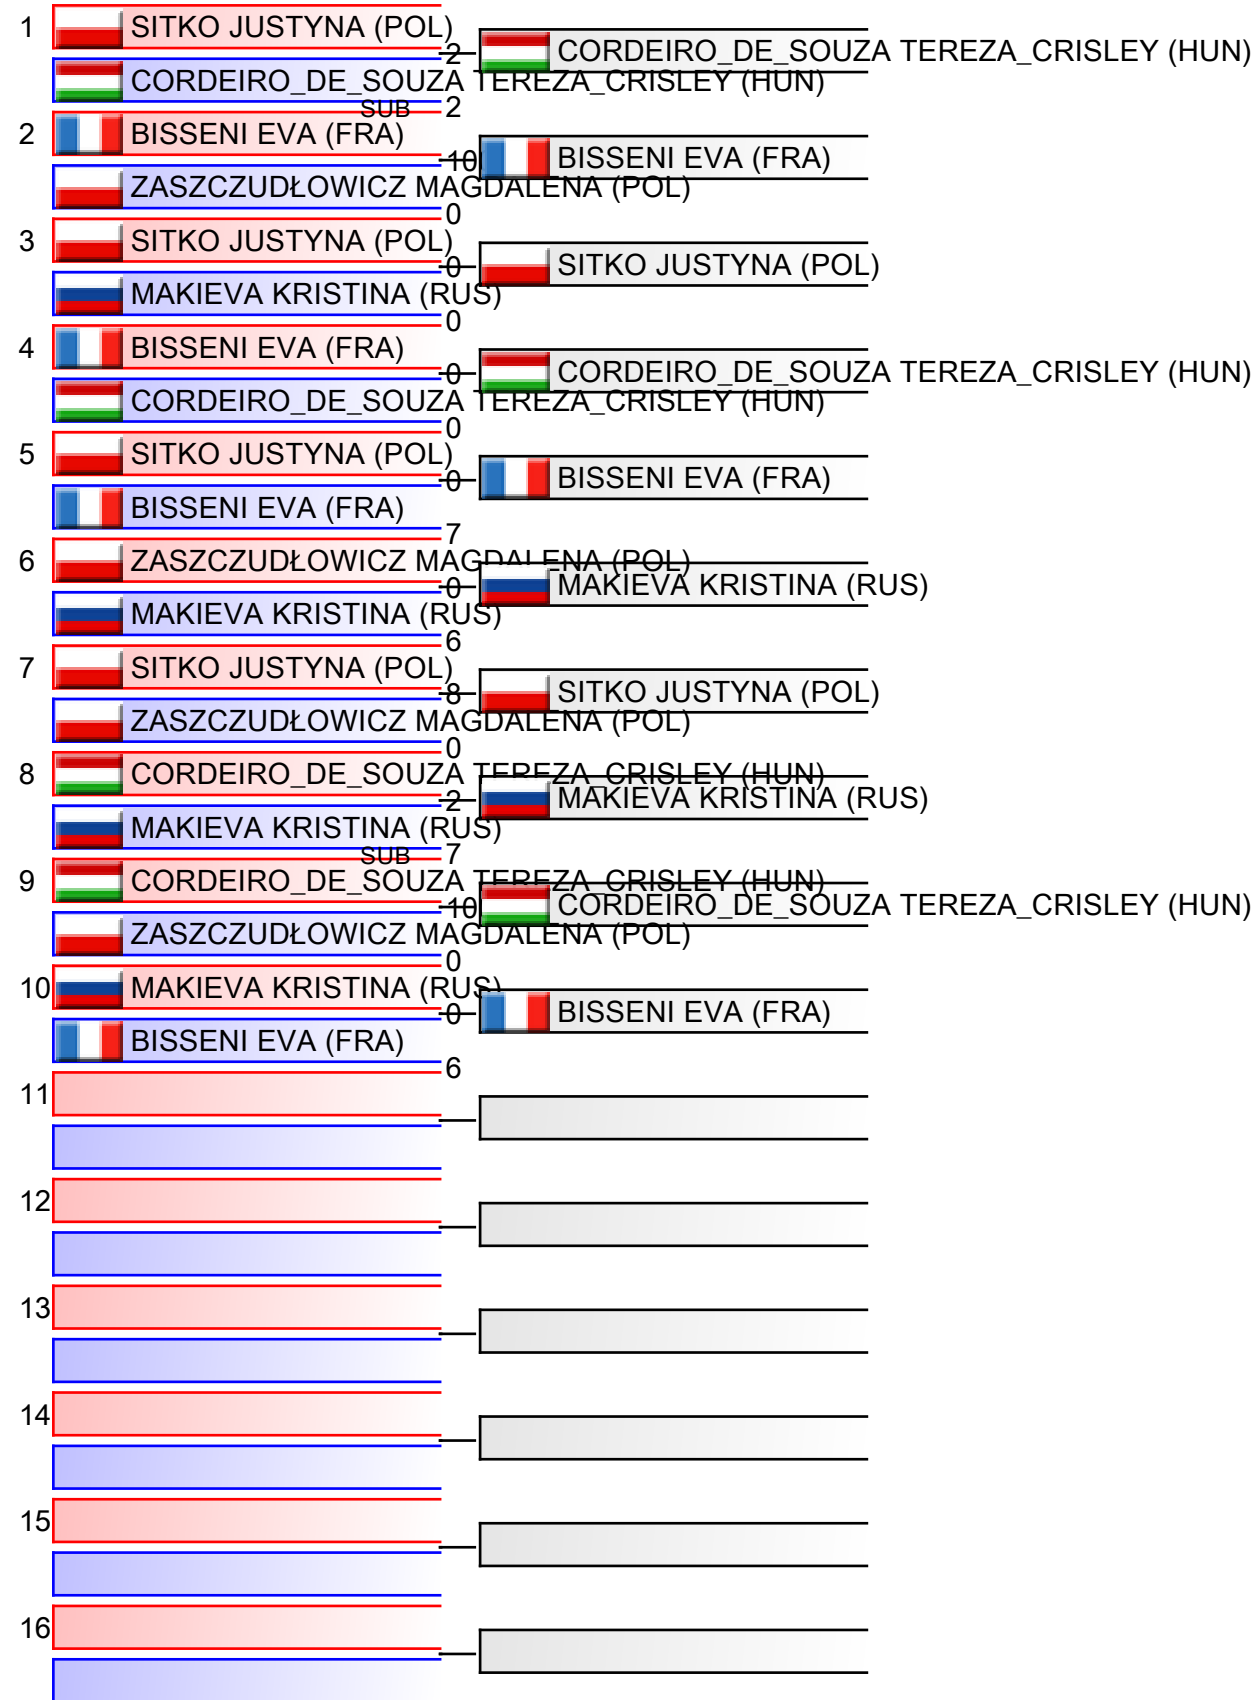 1 SITKO JUSTYNA (POL)
2 CORDEIRO_DE_SOUZA TEREZA_CRISLEY (HUN)
CORDEIRO_DE_SOUZA TEREZA_CRISLEY (HUN)
SUB 2
2 BISSENI EVA (FRA)
10 BISSENI EVA (FRA)
ZASZCZUDŁOWICZ MAGDALENA (POL)
0
3 SITKO JUSTYNA (POL)
0 SITKO JUSTYNA (POL)
MAKIEVA KRISTINA (RUS)
0
4 BISSENI EVA (FRA)
0 CORDEIRO_DE_SOUZA TEREZA_CRISLEY (HUN)
CORDEIRO_DE_SOUZA TEREZA_CRISLEY (HUN)
0
5 SITKO JUSTYNA (POL)
0 BISSENI EVA (FRA)
BISSENI EVA (FRA)
7
6 ZASZCZUDŁOWICZ MAGDALENA (POL)
0 MAKIEVA KRISTINA (RUS)
MAKIEVA KRISTINA (RUS)
6
7 SITKO JUSTYNA (POL)
8 SITKO JUSTYNA (POL)
ZASZCZUDŁOWICZ MAGDALENA (POL)
0
8 CORDEIRO_DE_SOUZA TEREZA_CRISLEY (HUN)
2 MAKIEVA KRISTINA (RUS)
MAKIEVA KRISTINA (RUS)
SUB 7
9 CORDEIRO_DE_SOUZA TEREZA_CRISLEY (HUN)
10 CORDEIRO_DE_SOUZA TEREZA_CRISLEY (HUN)
ZASZCZUDŁOWICZ MAGDALENA (POL)
0
10 MAKIEVA KRISTINA (RUS)
0 BISSENI EVA (FRA)
BISSENI EVA (FRA)
6
11
12
13
14
15
16